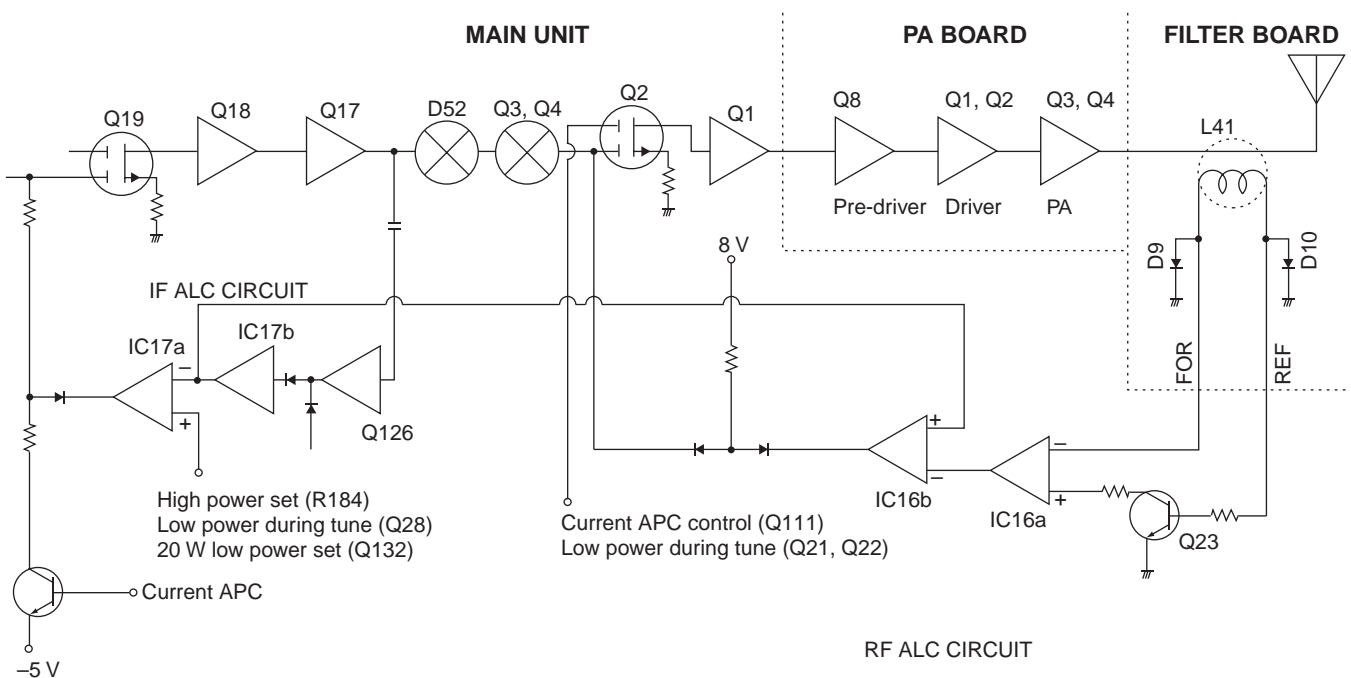 MAIN UNIT
PA BOARD
FILTER BOARD
Q19
Q18
Q17
D52
Q3, Q4
Q2
Q1
Q8
Q1, Q2
Q3, Q4
L41
Pre-driver
Driver
PA
D9
D10
8 V
IF ALC CIRCUIT
IC17a
IC17b
–
+
Q126
FOR
REF
+
–
IC16b
–
+
IC16a
Q23
High power set (R184)
Low power during tune (Q28)
20 W low power set (Q132)
Current APC control (Q111)
Low power during tune (Q21, Q22)
Current APC
–5 V
RF ALC CIRCUIT